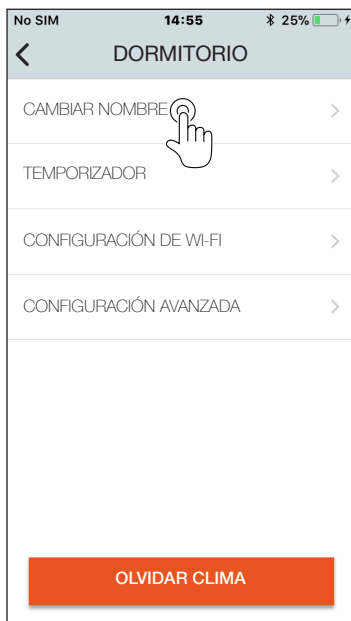 No SIM 14:55 25%
DORMITORIO
CAMBIAR NOMBRE
TEMPORIZADOR
CONFIGURACIÓN DE WI-FI
CONFIGURACIÓN AVANZADA
OLVIDAR CLIMA